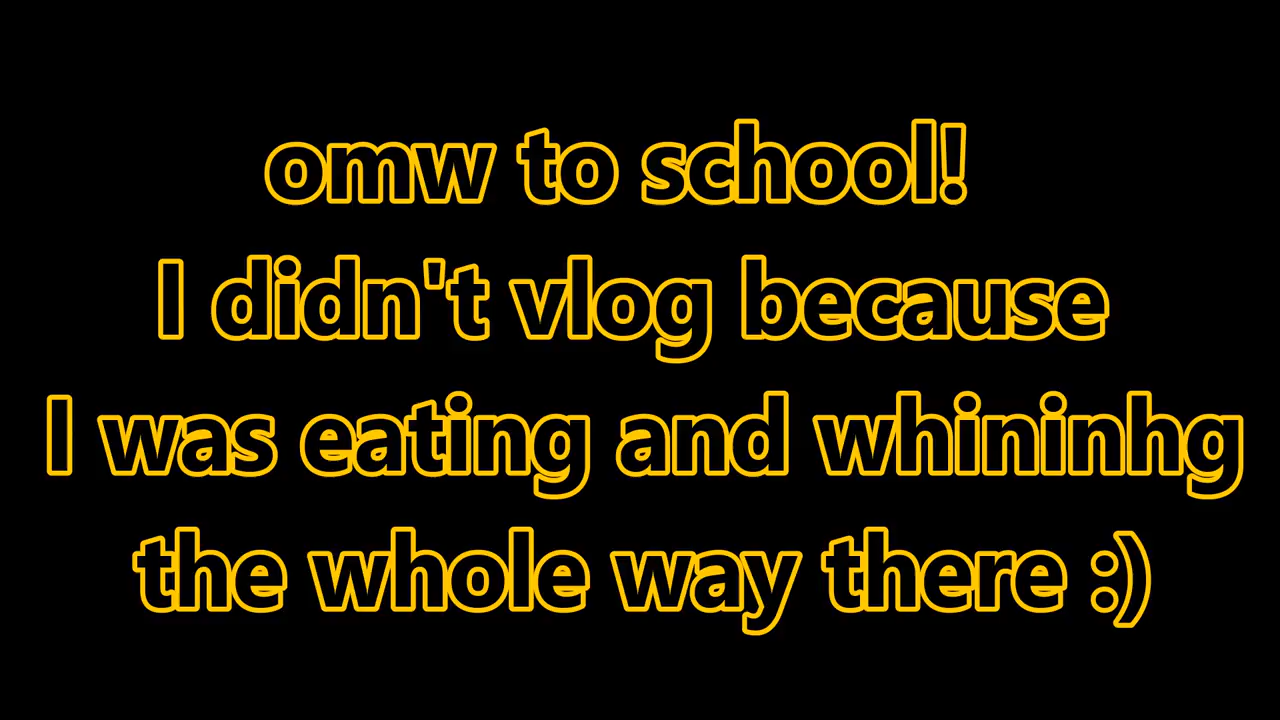 omw to school!
I didn't vlog because
I was eating and whininhg
the whole way there :)